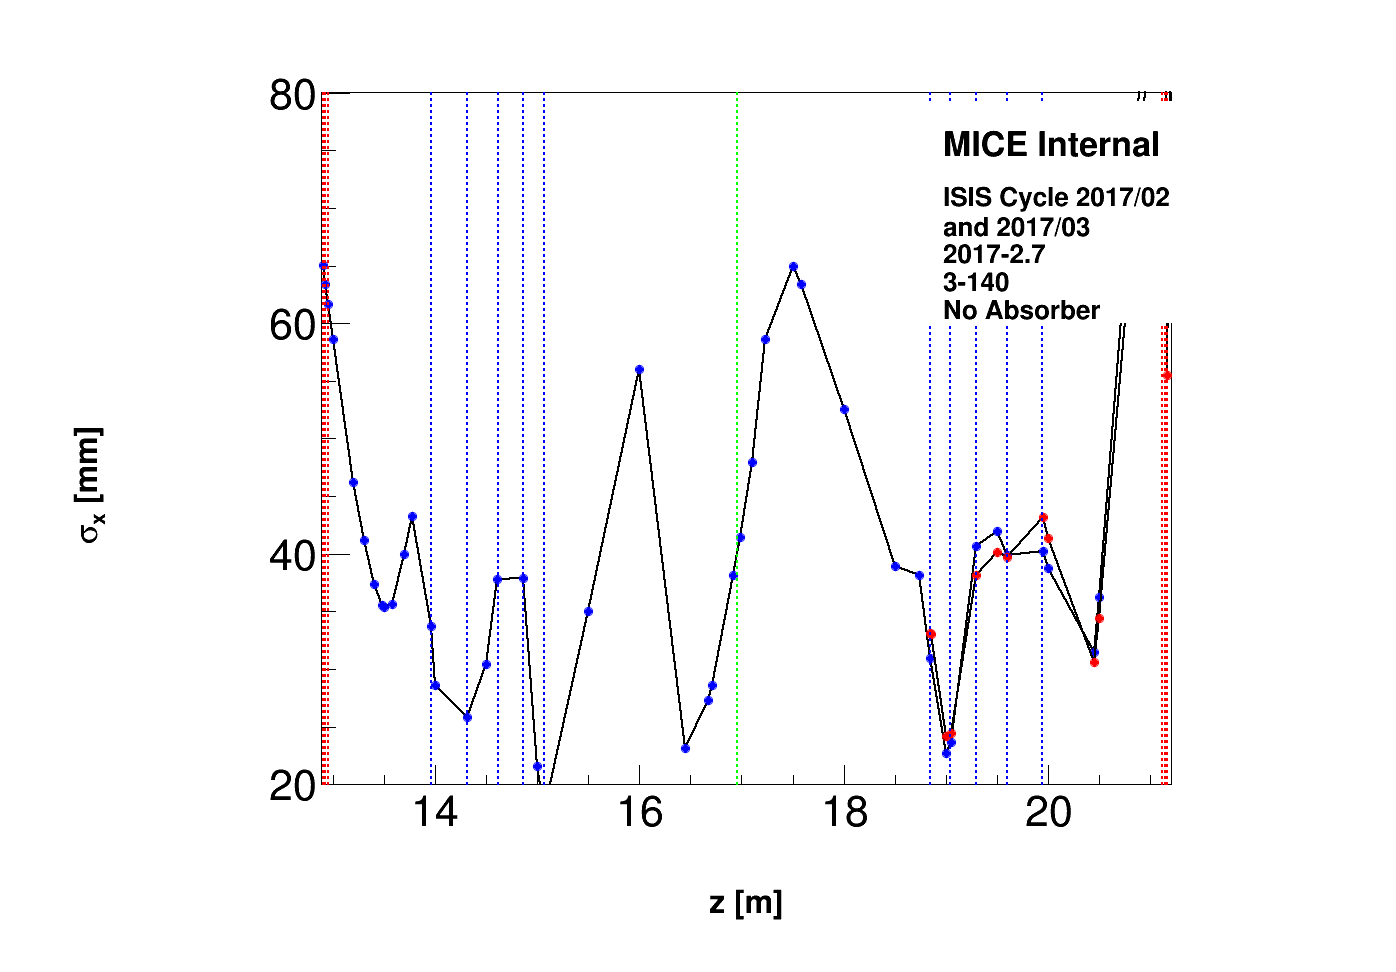 80
60
40
20
MICE Internal
ISIS Cycle 2017/02
and 2017/03
2017-2.7
3-140
No Absorber
σx [mm]
14 16 18 20
z [m]